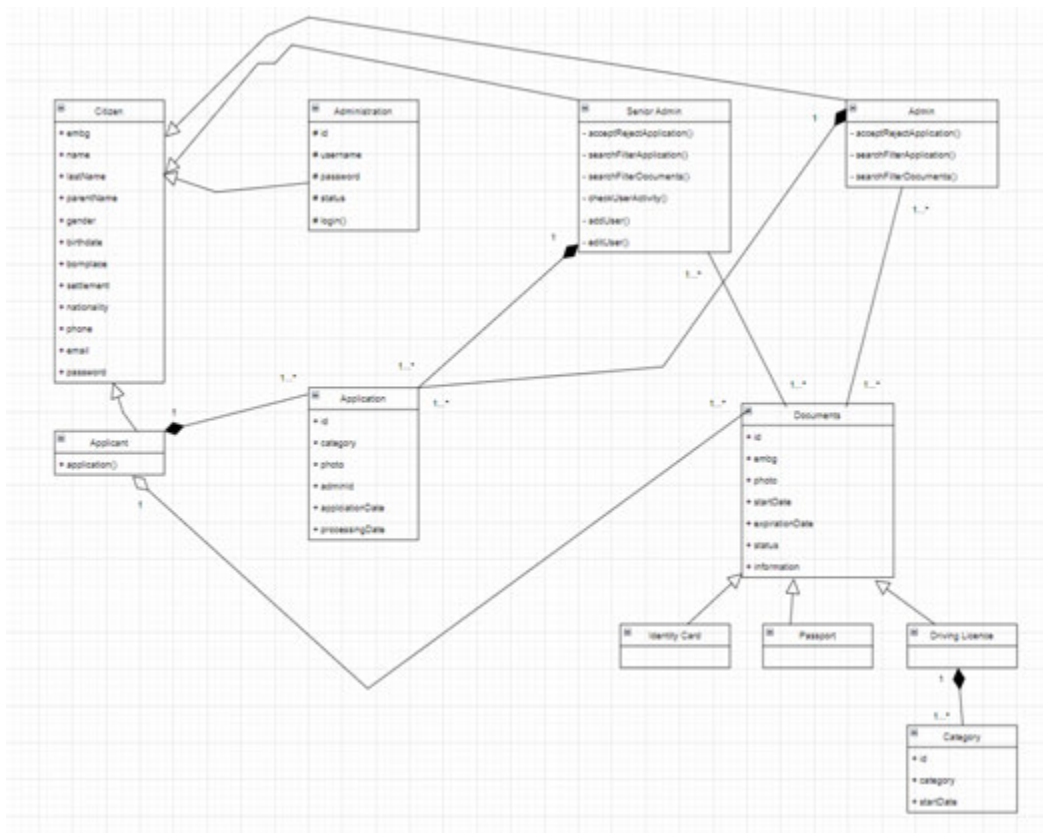 Citizen
+ embg
+ name
+ lastName
+ parentName
+ gender
+ birthdate
+ bornplace
+ settlement
+ nationality
+ phone
+ email
+ password
Administration
# id
# username
# password
# status
# login()
Senior Admin
- acceptRejectApplication()
- searchFilterApplication()
- searchFilterDocuments()
- checkUserActivity()
- addUser()
- editUser()
Admin
- acceptRejectApplication()
- searchFilterApplication()
- searchFilterDocuments()
1
1
1...*
1...*
1...*
1...*
1...*
1...*
1...*
1
1
Applicant
+ application()
Application
+ id
+ category
+ photo
+ adminId
+ applciationDate
+ processingDate
Documents
+ id
+ embg
+ photo
+ startDate
+ expirationDate
+ status
+ information
Identity Card
Passport
Driving Licence
1
1...*
Category
+ id
+ category
+ startDate